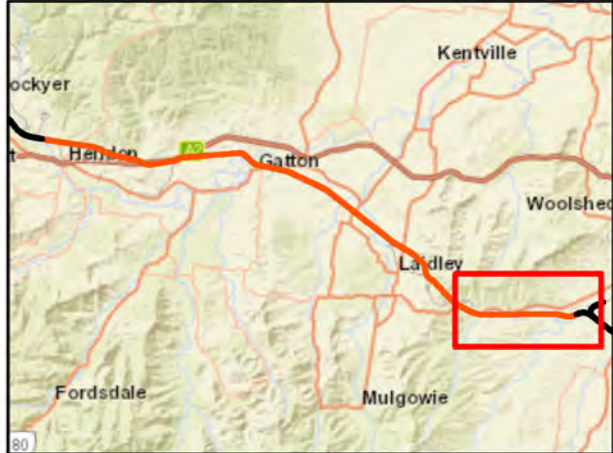 Kentville
ockyer
A2
Helidon
t
Gatton
Woolshed
Laidley
Fordsdale
Mulgowie
80